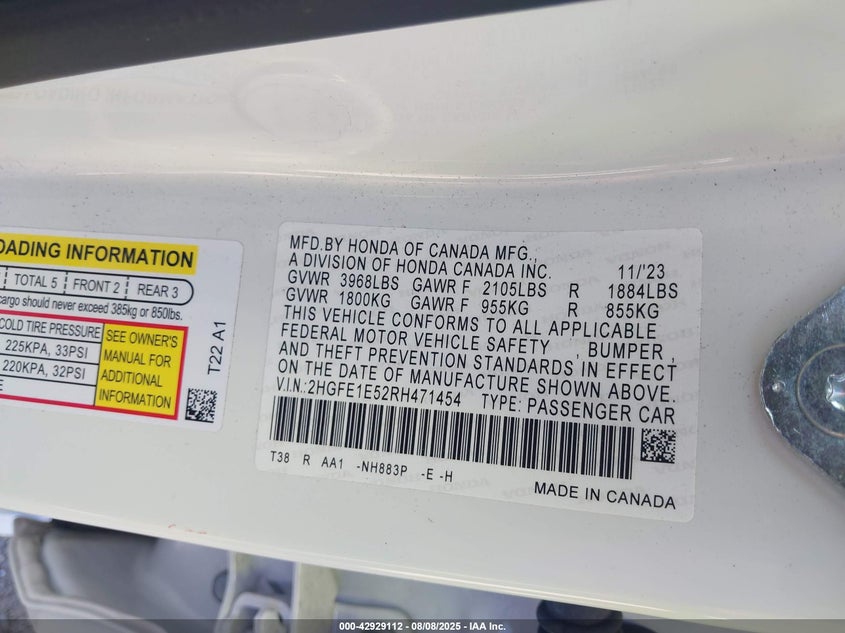 OADING INFORMATION
TOTAL 5 FRONT 2 REAR 3
cargo should never exceed 385kg or 850lbs.
COLD TIRE PRESSURE
225KPA, 33PSI
220KPA, 32PSI
SEE OWNER'S
MANUAL FOR
ADDITIONAL
INFORMATION
T22 A1
MFD.BY HONDA OF CANADA MFG.,
A DIVISION OF HONDA CANADA INC. 11/'23
GVWR 3968LBS GAWR F 2105LBS R 1884LBS
GVWR 1800KG GAWR F 955KG R 855KG
THIS VEHICLE CONFORMS TO ALL APPLICABLE
FEDERAL MOTOR VEHICLE SAFETY , BUMPER ,
AND THEFT PREVENTION STANDARDS IN EFFECT
ON THE DATE OF MANUFACTURE SHOWN ABOVE.
V.I.N.:2HGFE1E52RH471454 TYPE: PASSENGER CAR
T38 R AA1 -NH883P -E -H
MADE IN CANADA
000-42929112 - 08/08/2025 - IAA Inc.